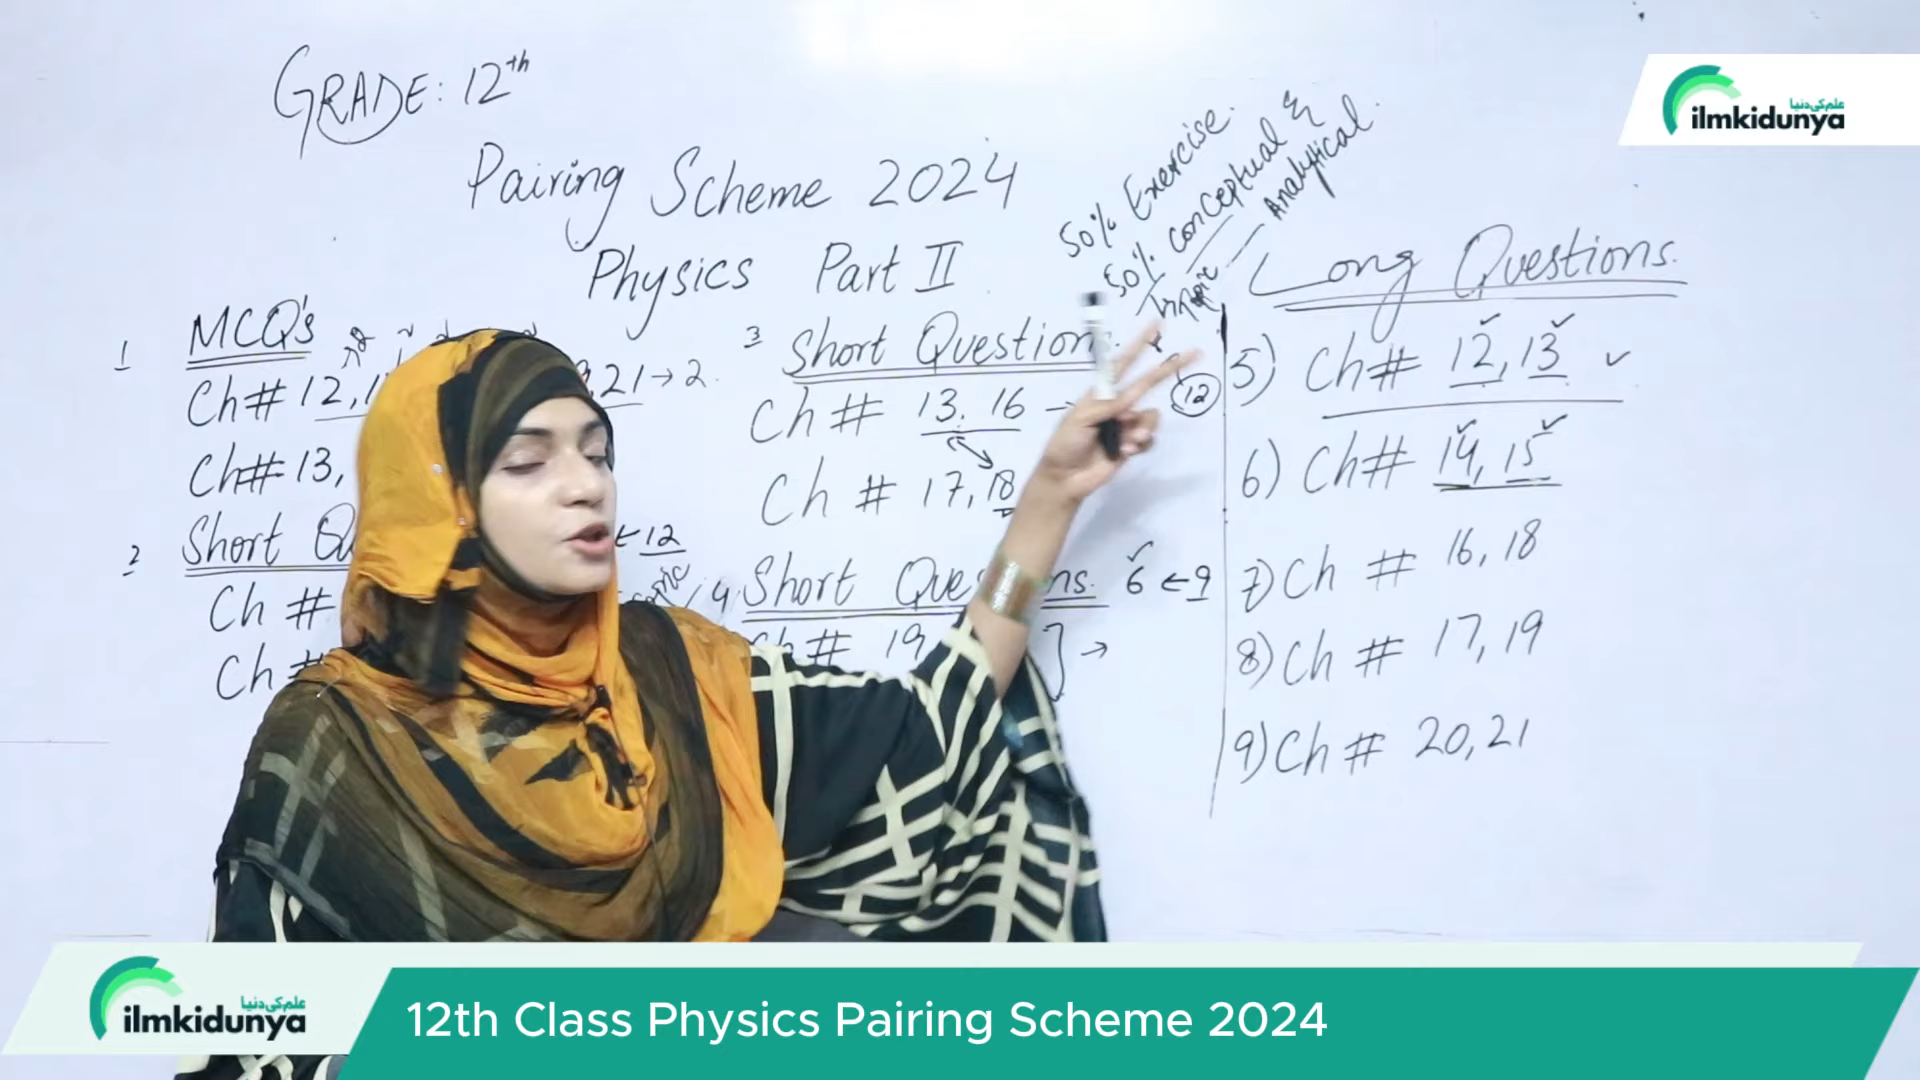 GRADE: 12th
Pairing Scheme 2024
Physics Part II
50% Exercise.
50% Conceptual &
Analytical.
Topic
علم کی دنیا
ilmkidunya
1 MCQ's
Ch # 12,1
,21 → 2.
Ch# 13,
2 Short
← 12
Ch #
Ch #
3 Short Question
Ch # 13. 16 →
12
Ch # 17, 18
4 Short Ques ns. 6 ← 9
Ch # 19 ] →
Long Questions.
5) Ch# 12, 13 ✓
6) Ch# 14, 15
7) Ch # 16, 18
8) Ch # 17, 19
9) Ch # 20, 21
علم کی دنیا
ilmkidunya
12th Class Physics Pairing Scheme 2024